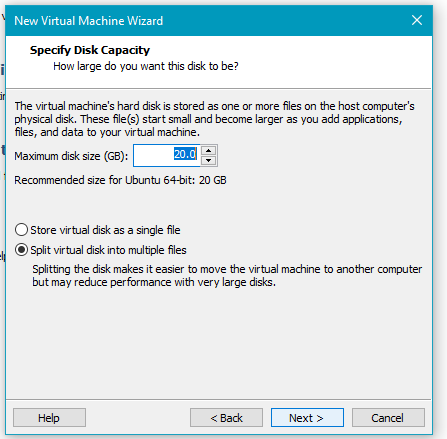 New Virtual Machine Wizard
Specify Disk Capacity
How large do you want this disk to be?
The virtual machine's hard disk is stored as one or more files on the host computer's
physical disk. These file(s) start small and become larger as you add applications,
files, and data to your virtual machine.
Maximum disk size (GB): 20.0
Recommended size for Ubuntu 64-bit: 20 GB
Store virtual disk as a single file
Split virtual disk into multiple files
Splitting the disk makes it easier to move the virtual machine to another computer
but may reduce performance with very large disks.
Help < Back Next > Cancel